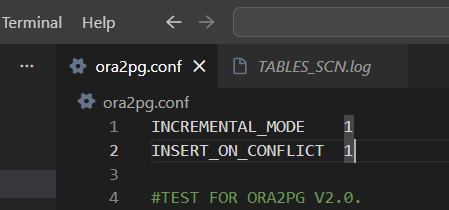 Terminal Help
... ora2pg.conf TABLES_SCN.log
ora2pg.conf
1 INCREMENTAL_MODE 1
2 INSERT_ON_CONFLICT 1
3
4 #TEST FOR ORA2PG V2.0.